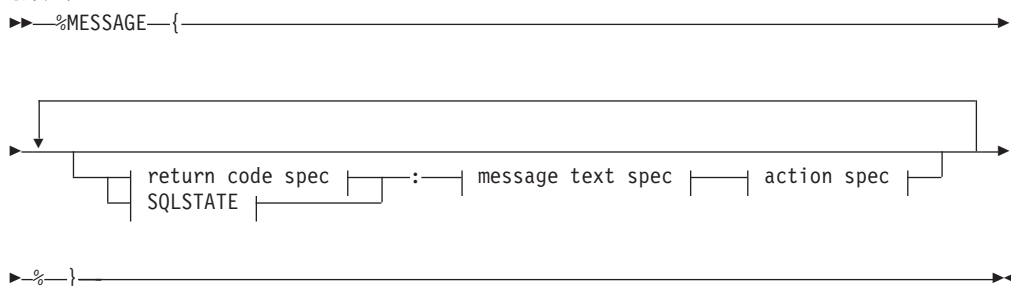 %MESSAGE {
return code spec : message text spec action spec
SQLSTATE
% }